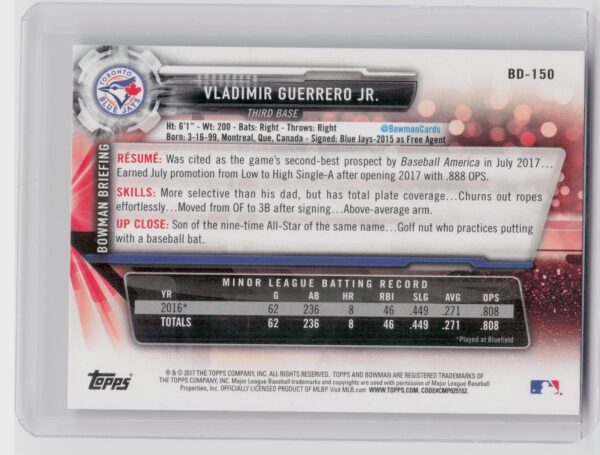 TORONTO
BLUE JAYS
BD-150
VLADIMIR GUERRERO JR.
THIRD BASE
Ht: 6'1" - Wt: 200 - Bats: Right - Throws: Right @BowmanCards
Born: 3-16-99, Montreal, Que, Canada - Signed: Blue Jays-2015 as Free Agent
BOWMAN BRIEFING
RÉSUMÉ: Was cited as the game's second-best prospect by Baseball America in July 2017...
Earned July promotion from Low to High Single-A after opening 2017 with .888 OPS.
SKILLS: More selective than his dad, but has total plate coverage...Churns out ropes
effortlessly...Moved from OF to 3B after signing...Above-average arm.
UP CLOSE: Son of the nine-time All-Star of the same name...Golf nut who practices putting
with a baseball bat.
MINOR LEAGUE BATTING RECORD
YR G AB HR RBI SLG AVG OPS
2016* 62 236 8 46 .449 .271 .808
TOTALS 62 236 8 46 .449 .271 .808
*Played at Bluefield
Topps
® & © 2017 THE TOPPS COMPANY, INC. ALL RIGHTS RESERVED. TOPPS AND BOWMAN ARE REGISTERED TRADEMARKS OF
THE TOPPS COMPANY, INC. Major League Baseball trademarks and copyrights are used with permission of Major League Baseball
Properties, Inc. OFFICIALLY LICENSED PRODUCT OF MLBP. Visit MLB.com WWW.TOPPS.COM. CODE#CMP025152.